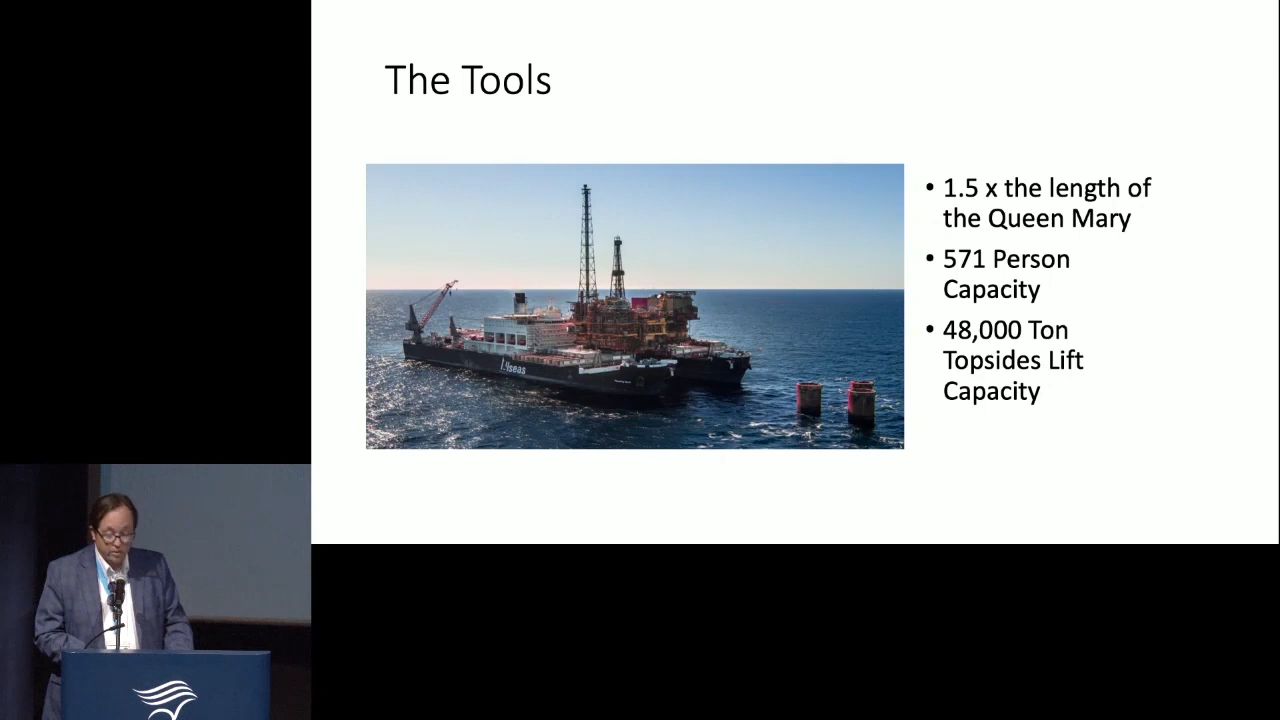 The Tools
• 1.5 x the length of
the Queen Mary
• 571 Person
Capacity
• 48,000 Ton
Topsides Lift
Capacity
Allseas